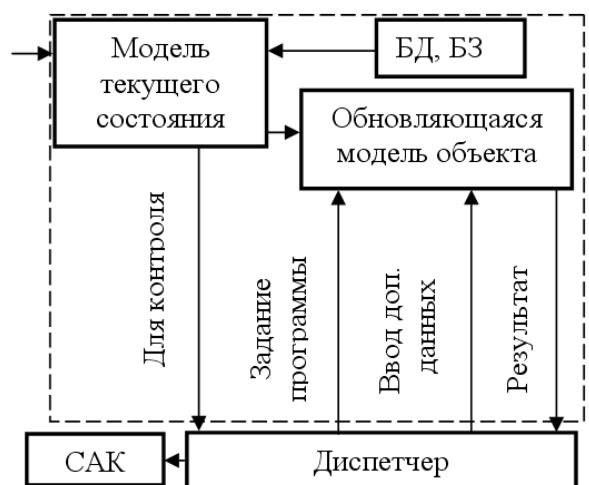 Модель
текущего
состояния
БД, БЗ
Обновляющаяся
модель объекта
Для контроля
Задание
программы
Ввод доп.
данных
Результат
САК
Диспетчер